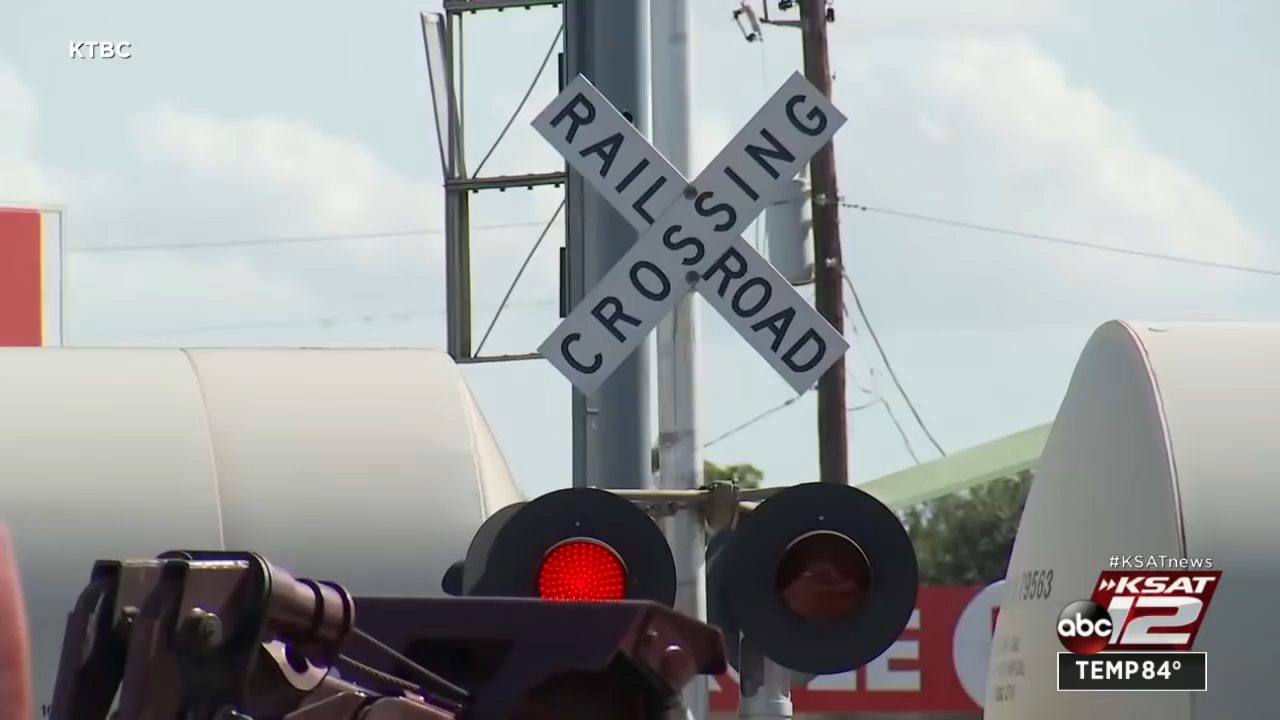 KTBC
RAILROAD
CROSSING
79563
#KSATnews
KSAT
abc 12
TEMP 84°